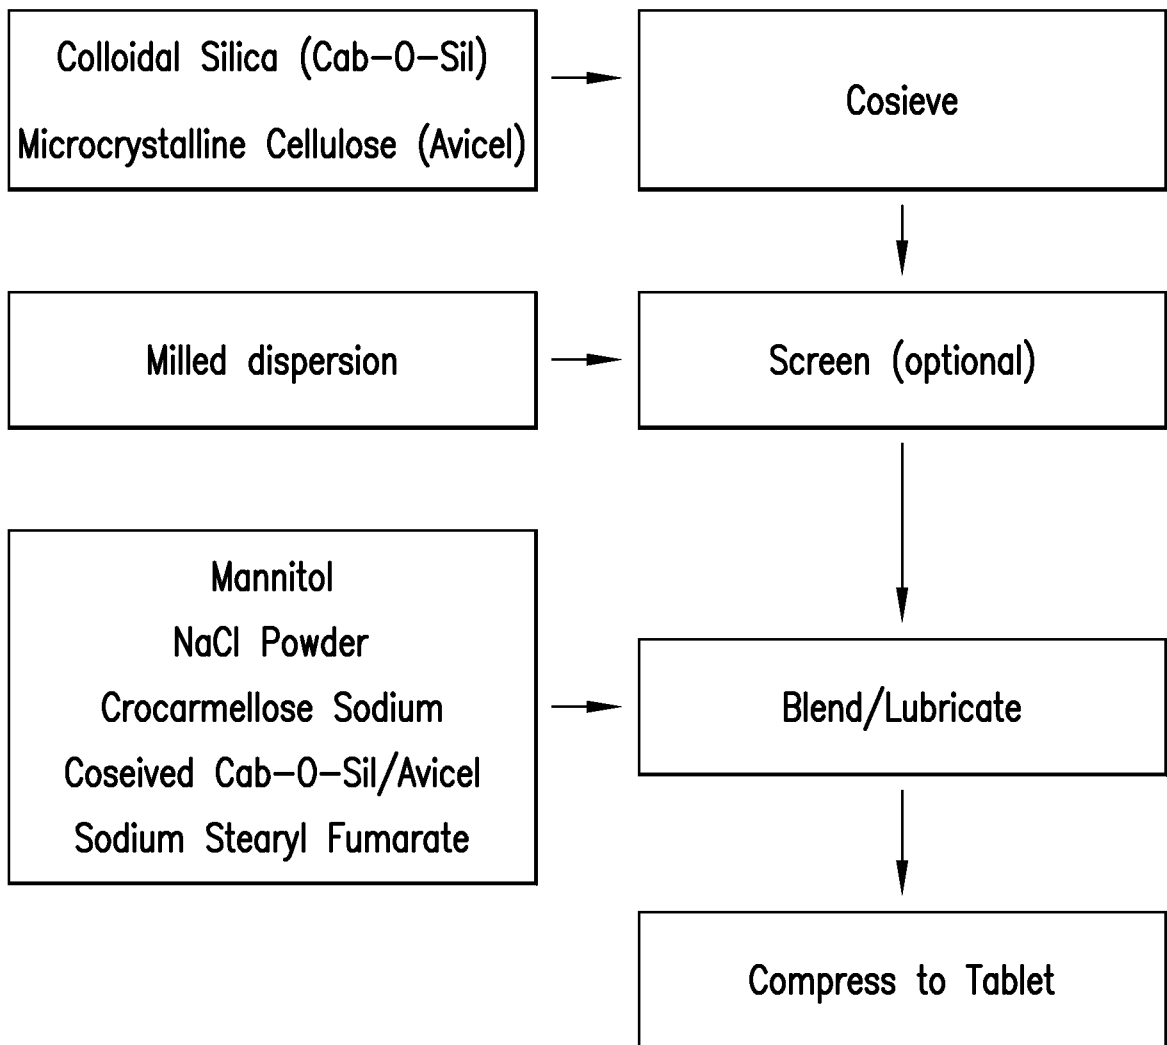 Colloidal Silica (Cab-O-Sil)
Microcrystalline Cellulose (Avicel)
Cosieve
Milled dispersion
Screen (optional)
Mannitol
NaCl Powder
Crocarmellose Sodium
Coseived Cab-O-Sil/Avicel
Sodium Stearyl Fumarate
Blend/Lubricate
Compress to Tablet